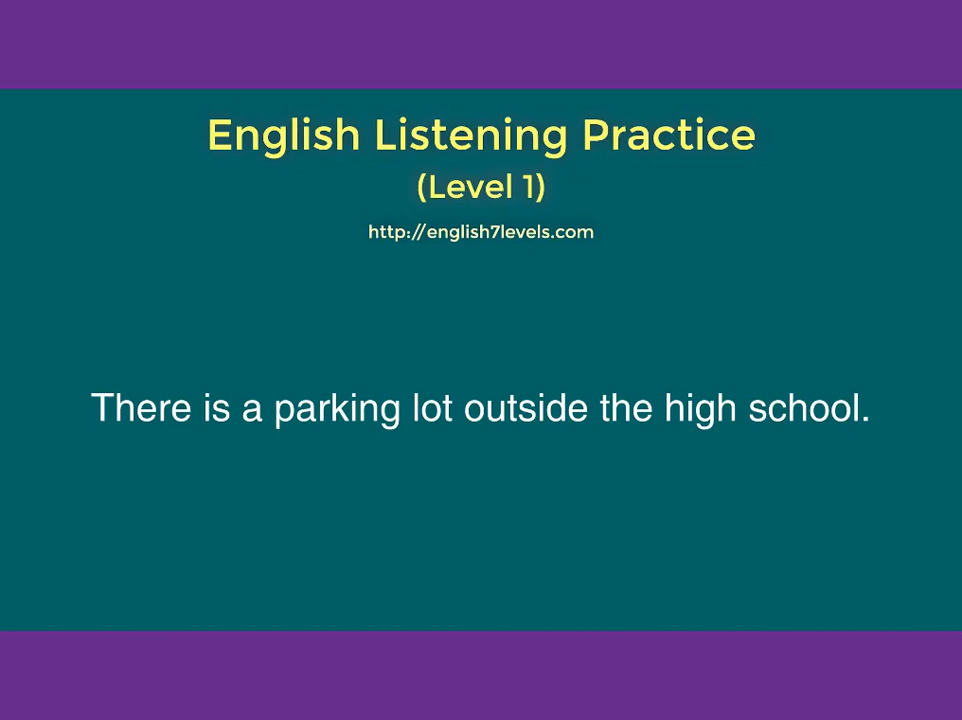 English Listening Practice
(Level 1)
http://english7levels.com
There is a parking lot outside the high school.